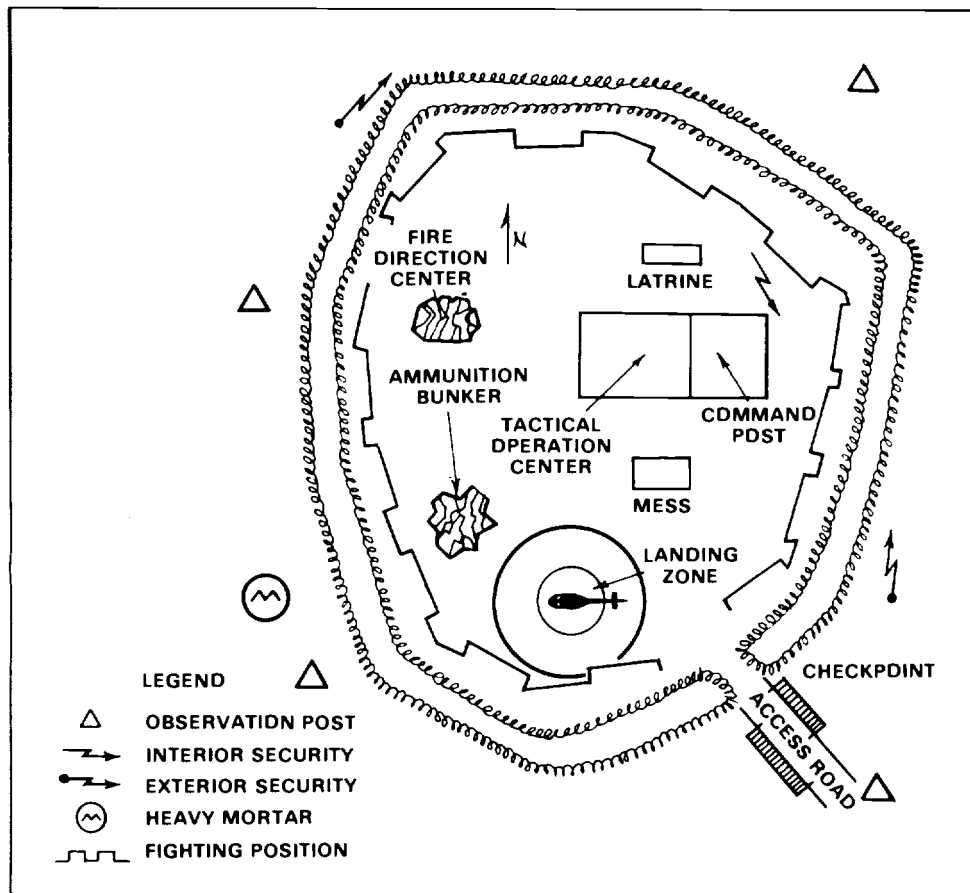 N
FIRE
DIRECTION
CENTER
LATRINE
AMMUNITION
BUNKER
TACTICAL
DPERATION
CENTER
COMMAND
PDST
MESS
LANDING
ZONE
CHECKPDINT
ACCESS ROAD
LEGEND
OBSERVATIDN POST
INTERIOR SECURITY
EXTERIOR SECURITY
HEAVY MORTAR
FIGHTING POSITION